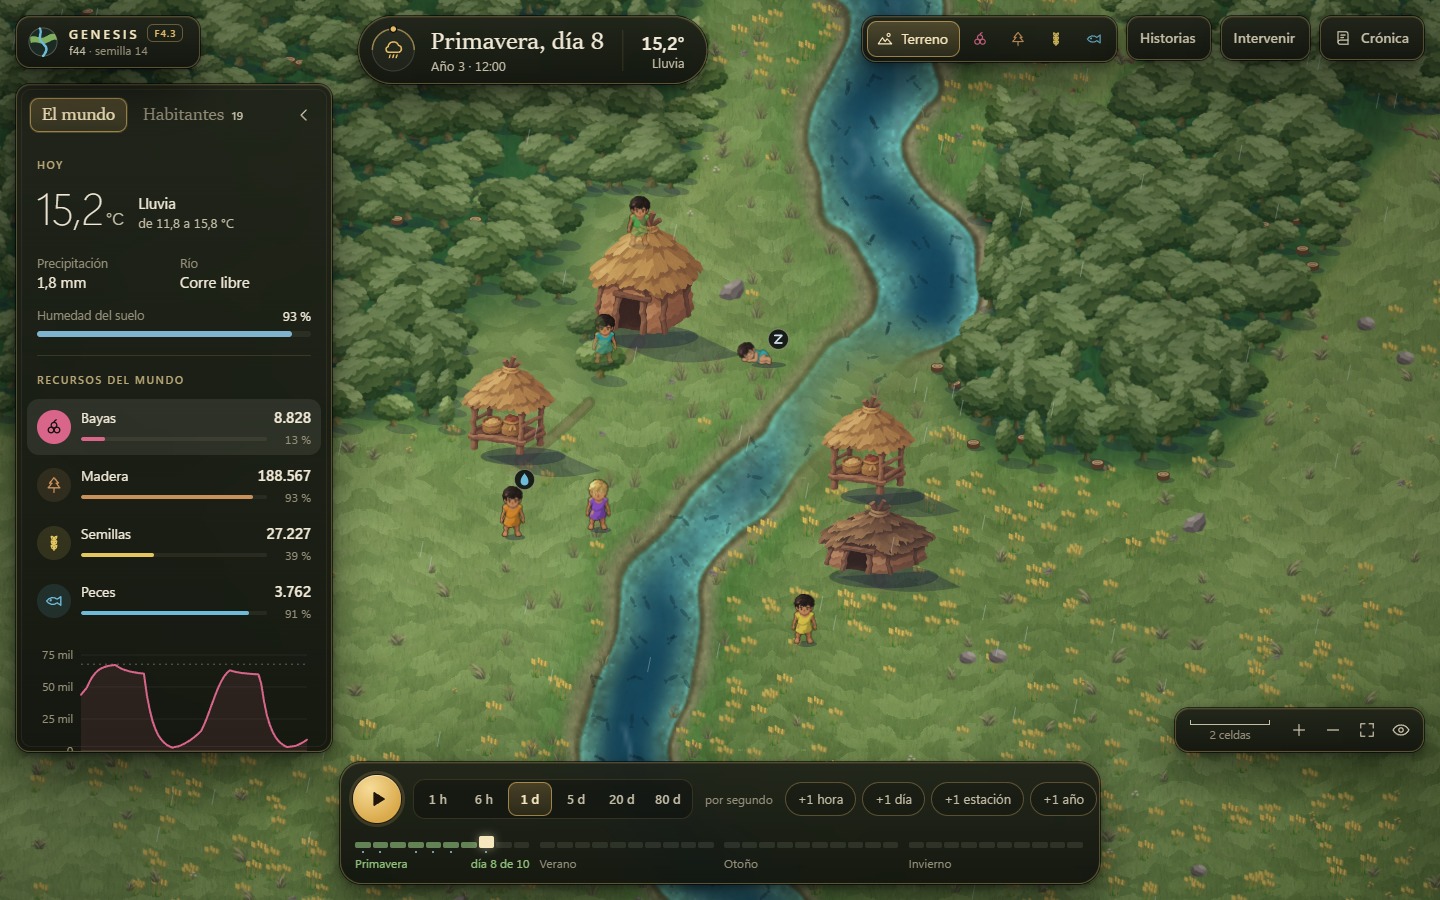 GENESIS F4.3
f44 · semilla 14
Primavera, día 8
Año 3 · 12:00
15,2°
Lluvia
Terreno
Historias
Intervenir
Crónica
El mundo
Habitantes 19
HOY
15,2 °C
Lluvia
de 11,8 a 15,8 °C
Precipitación
1,8 mm
Río
Corre libre
Humedad del suelo 93 %
RECURSOS DEL MUNDO
Bayas 8.828
13 %
Madera 188.567
93 %
Semillas 27.227
39 %
Peces 3.762
91 %
75 mil
50 mil
25 mil
0
Z
2 celdas
1 h 6 h 1 d 5 d 20 d 80 d por segundo +1 hora +1 día +1 estación +1 año
Primavera día 8 de 10 Verano Otoño Invierno